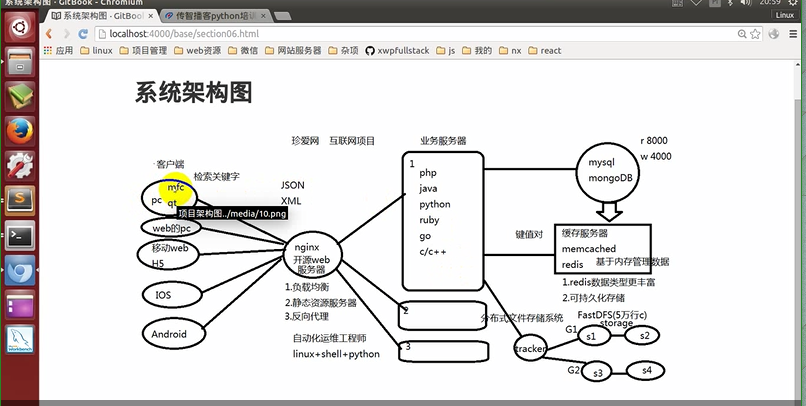 系统架构图 - GitBook - Chromium
20:59
Linux
系统架构图 - GitBoo
传智播客python培训
localhost:4000/base/section06.html
应用
linux
项目管理
web资源
微信
网站服务器
杂项
xwpfullstack
js
我的
nx
react
系统架构图
珍爱网 互联网项目
业务服务器
客户端
检索关键字
JSON
XML
pc
mfc
qt
项目架构图../media/10.png
web的pc
移动web
H5
IOS
Android
nginx
开源web
服务器
1.负载均衡
2.静态资源服务器
3.反向代理
自动化运维工程师
linux+shell+python
1
php
java
python
ruby
go
c/c++
2
3
mysql
mongoDB
r 8000
w 4000
键值对
缓存服务器
memcached
redis
基于内存管理数据
1.redis数据类型更丰富
2.可持久化存储
分布式文件存储系统
FastDFS(5万行c)
storage
tracker
G1
s1
s2
G2
s3
s4
Workbench